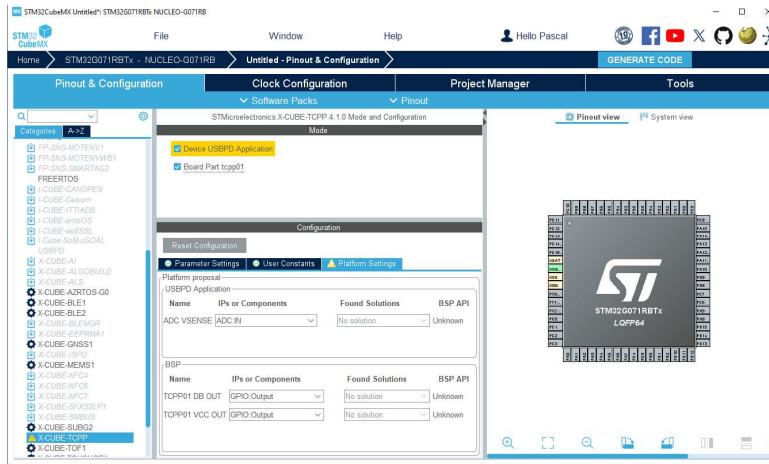 STM32CubeMX Untitled*: STM32G071RBTx NUCLEO-G071RB
STM32 CubeMX File Window Help Hello Pascal
Home STM32G071RBTx - NUCLEO-G071RB Untitled - Pinout & Configuration GENERATE CODE
Pinout & Configuration Clock Configuration Project Manager Tools
Software Packs Pinout
STMicroelectronics.X-CUBE-TCPP.4.1.0 Mode and Configuration
Mode
Device USBPD Application
Board Part tcpp01
Configuration
Reset Configuration
Parameter Settings User Constants Platform Settings
Platform proposal
USBPD Application
Name IPs or Components Found Solutions BSP API
ADC VSENSE ADC:IN No solution Unknown
BSP
Name IPs or Components Found Solutions BSP API
TCPP01 DB OUT GPIO:Output No solution Unknown
TCPP01 VCC OUT GPIO:Output No solution Unknown
Categories A->Z
FP-SNS-MOTENV1
FP-SNS-MOTENVWB1
FP-SNS-SMARTAG2
FREERTOS
I-CUBE-CANOPEN
I-CUBE-Cesium
I-CUBE-ITTIADB
I-CUBE-embOS
I-CUBE-wolfSSL
I-Cube-SoM-uGOAL
USBPD
X-CUBE-AI
X-CUBE-ALGOBUILD
X-CUBE-ALS
X-CUBE-AZRTOS-G0
X-CUBE-BLE1
X-CUBE-BLE2
X-CUBE-BLEMGR
X-CUBE-EEPRMA1
X-CUBE-GNSS1
X-CUBE-ISPU
X-CUBE-MEMS1
X-CUBE-NFC4
X-CUBE-NFC6
X-CUBE-NFC7
X-CUBE-SFXS2LP1
X-CUBE-SMBUS
X-CUBE-SUBG2
X-CUBE-TCPP
X-CUBE-TOF1
Pinout view System view
STM32G071RBTx
LQFP64